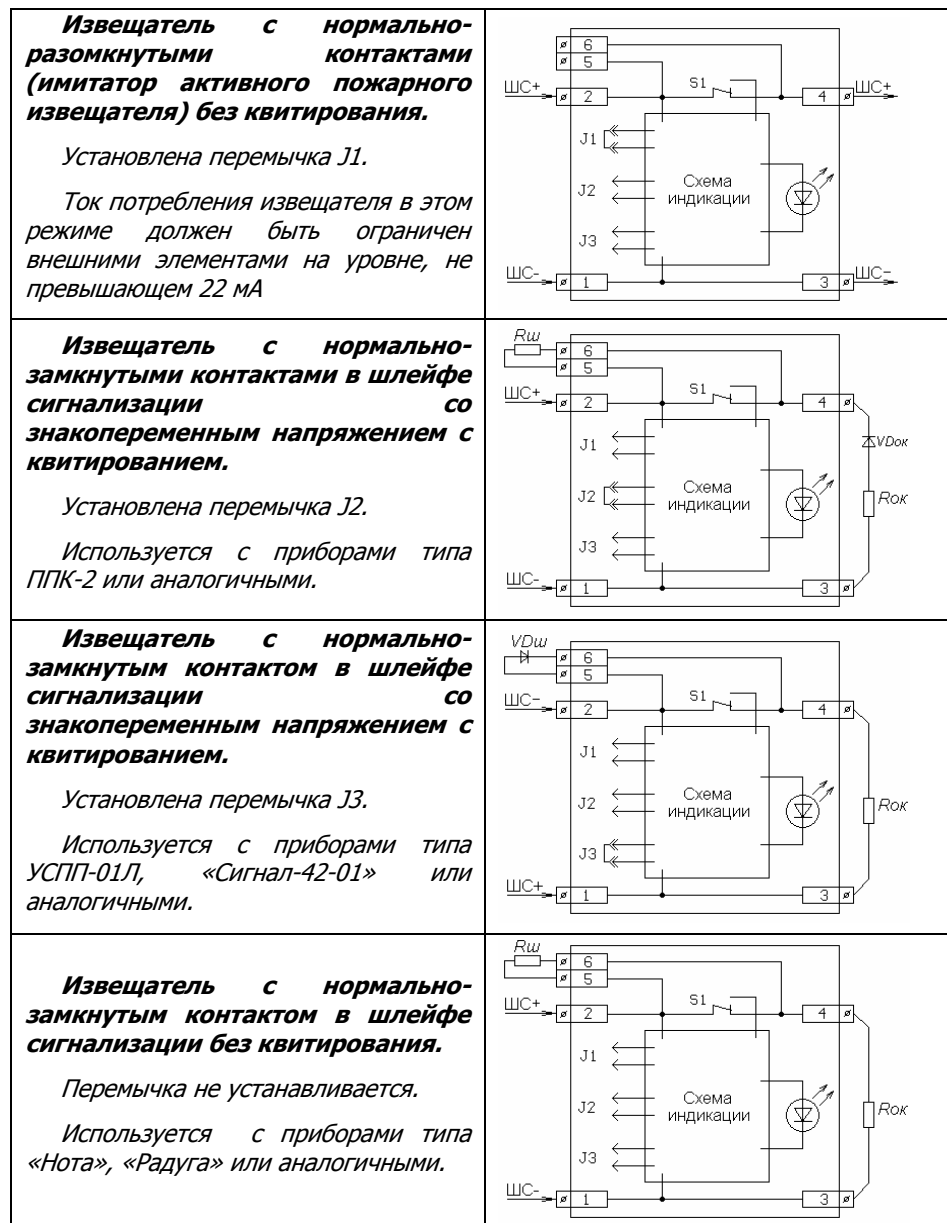 Извещатель с нормально-
разомкнутыми контактами
(имитатор активного пожарного
извещателя) без квитирования.
Установлена перемычка J1.
Ток потребления извещателя в этом
режиме должен быть ограничен
внешними элементами на уровне, не
превышающем 22 мА
6
5
ШС+
2
S1
4
ШС+
J1
J2
J3
Схема
индикации
ШС-
1
3
ШС-
Извещатель с нормально-
замкнутыми контактами в шлейфе
сигнализации со
знакопеременным напряжением с
квитированием.
Установлена перемычка J2.
Используется с приборами типа
ППК-2 или аналогичными.
Rш
6
5
ШС+
2
S1
4
VDок
J1
J2
J3
Схема
индикации
Rок
ШС-
1
3
Извещатель с нормально-
замкнутым контактом в шлейфе
сигнализации со
знакопеременным напряжением с
квитированием.
Установлена перемычка J3.
Используется с приборами типа
УСПП-01Л, «Сигнал-42-01» или
аналогичными.
VDш
6
5
ШС-
2
S1
4
J1
J2
J3
Схема
индикации
Rок
ШС+
1
3
Извещатель с нормально-
замкнутым контактом в шлейфе
сигнализации без квитирования.
Перемычка не устанавливается.
Используется с приборами типа
«Нота», «Радуга» или аналогичными.
Rш
6
5
ШС+
2
S1
4
J1
J2
J3
Схема
индикации
Rок
ШС-
1
3